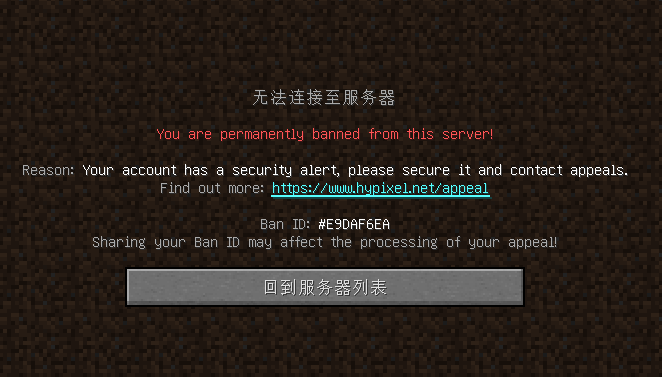 无法连接至服务器
You are permanently banned from this server!
Reason: Your account has a security alert, please secure it and contact appeals.
Find out more: https://www.hypixel.net/appeal
Ban ID: #E9DAF6EA
Sharing your Ban ID may affect the processing of your appeal!
回到服务器列表